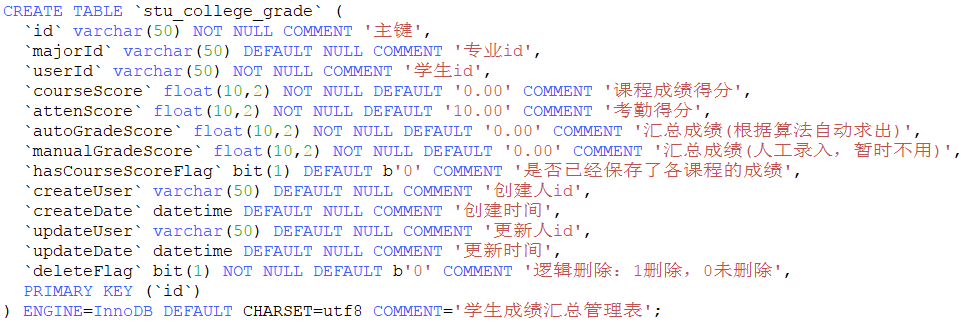 CREATE TABLE `stu_college_grade` (
  `id` varchar(50) NOT NULL COMMENT '主键',
  `majorId` varchar(50) DEFAULT NULL COMMENT '专业id',
  `userId` varchar(50) NOT NULL COMMENT '学生id',
  `courseScore` float(10,2) NOT NULL DEFAULT '0.00' COMMENT '课程成绩得分',
  `attenScore` float(10,2) NOT NULL DEFAULT '10.00' COMMENT '考勤得分',
  `autoGradeScore` float(10,2) NOT NULL DEFAULT '0.00' COMMENT '汇总成绩(根据算法自动求出)',
  `manualGradeScore` float(10,2) NOT NULL DEFAULT '0.00' COMMENT '汇总成绩(人工录入，暂时不用)',
  `hasCourseScoreFlag` bit(1) DEFAULT b'0' COMMENT '是否已经保存了各课程的成绩',
  `createUser` varchar(50) DEFAULT NULL COMMENT '创建人id',
  `createDate` datetime DEFAULT NULL COMMENT '创建时间',
  `updateUser` varchar(50) DEFAULT NULL COMMENT '更新人id',
  `updateDate` datetime DEFAULT NULL COMMENT '更新时间',
  `deleteFlag` bit(1) NOT NULL DEFAULT b'0' COMMENT '逻辑删除：1删除，0未删除',
  PRIMARY KEY (`id`)
) ENGINE=InnoDB DEFAULT CHARSET=utf8 COMMENT='学生成绩汇总管理表';